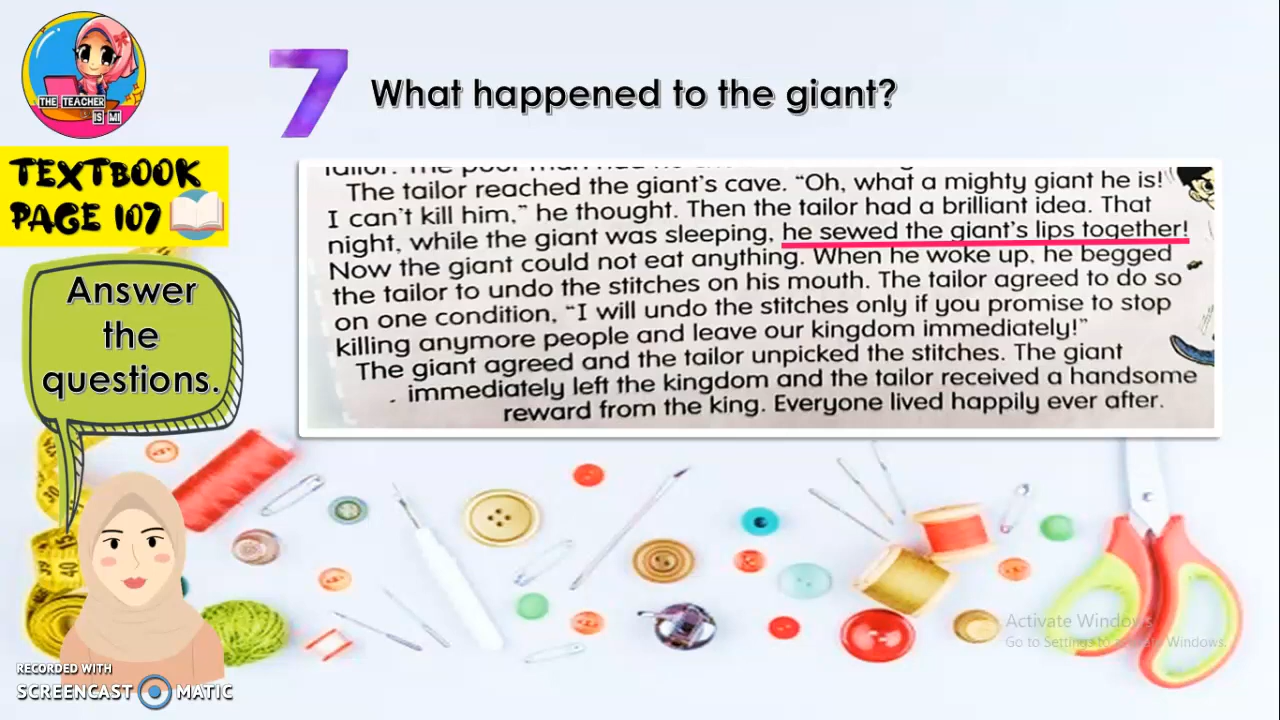 THE TEACHER
IS MI
7 What happened to the giant?
TEXTBOOK
PAGE 107
Answer
the
questions.
The tailor reached the giant's cave. "Oh, what a mighty giant he is!
I can't kill him," he thought. Then the tailor had a brilliant idea. That
night, while the giant was sleeping, he sewed the giant's lips together!
Now the giant could not eat anything. When he woke up, he begged
the tailor to undo the stitches on his mouth. The tailor agreed to do so
on one condition, "I will undo the stitches only if you promise to stop
killing anymore people and leave our kingdom immediately!"
The giant agreed and the tailor unpicked the stitches. The giant
immediately left the kingdom and the tailor received a handsome
reward from the king. Everyone lived happily ever after.
Activate Windows
Go to Settings to activate Windows.
RECORDED WITH
SCREENCAST MATIC